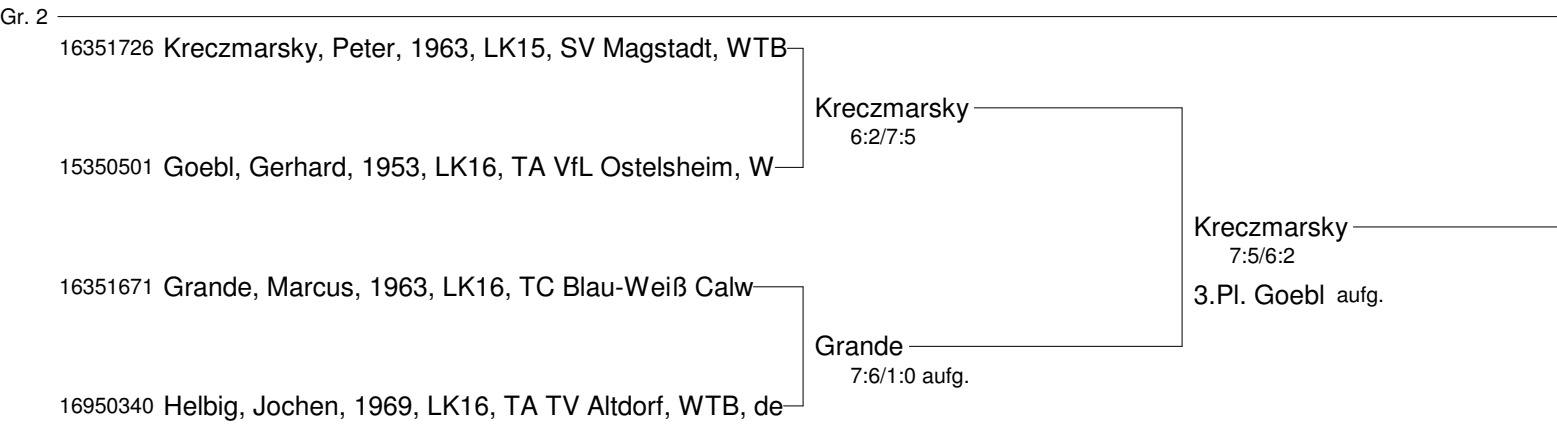 Gr. 2
16351726 Kreczmarsky, Peter, 1963, LK15, SV Magstadt, WTB
Kreczmarsky
6:2/7:5
15350501 Goebl, Gerhard, 1953, LK16, TA VfL Ostelsheim, W
Kreczmarsky
7:5/6:2
16351671 Grande, Marcus, 1963, LK16, TC Blau-Weiß Calw
3.Pl. Goebl aufg.
Grande
7:6/1:0 aufg.
16950340 Helbig, Jochen, 1969, LK16, TA TV Altdorf, WTB, de